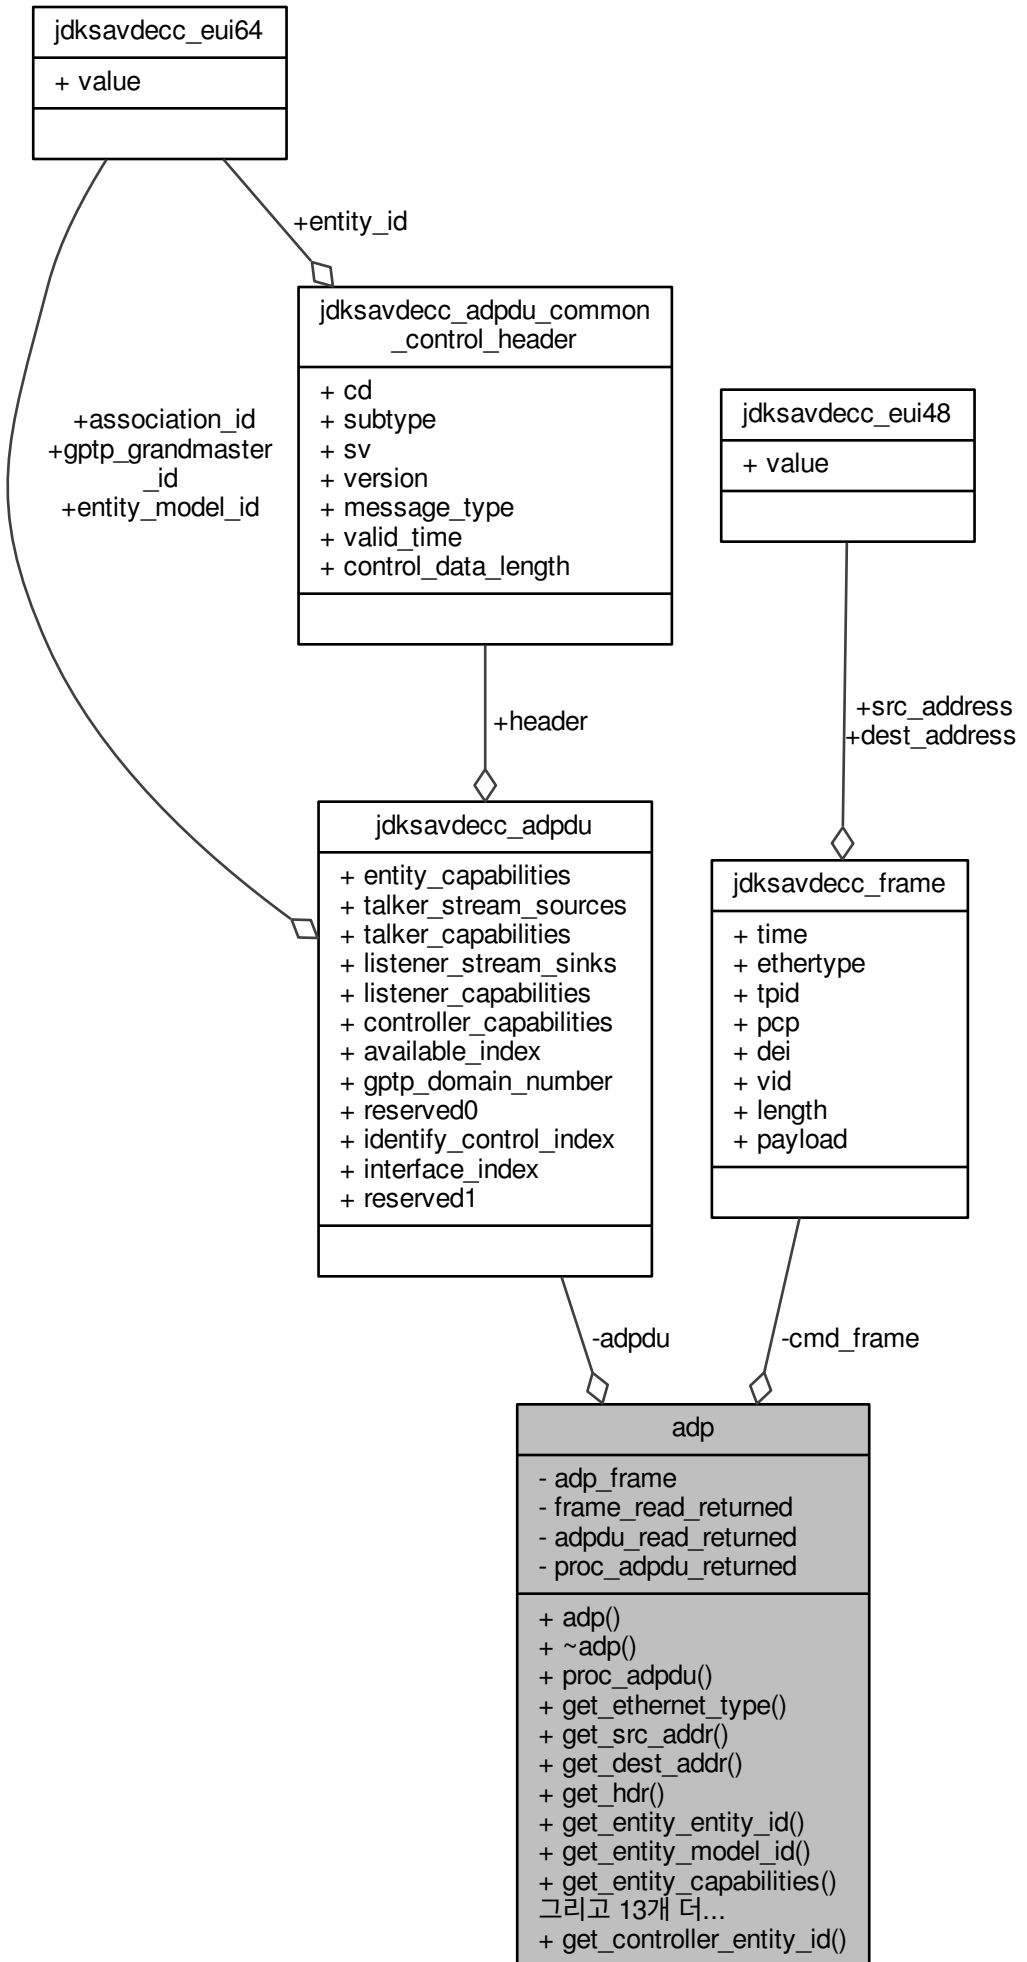 jdksavdecc_eui64
+ value
+entity_id
jdksavdecc_adpdu_common
_control_header
+ cd
+ subtype
+ sv
+ version
+ message_type
+ valid_time
+ control_data_length
+association_id
+gptp_grandmaster
_id
+entity_model_id
jdksavdecc_eui48
+ value
+header
+src_address
+dest_address
jdksavdecc_adpdu
+ entity_capabilities
+ talker_stream_sources
+ talker_capabilities
+ listener_stream_sinks
+ listener_capabilities
+ controller_capabilities
+ available_index
+ gptp_domain_number
+ reserved0
+ identify_control_index
+ interface_index
+ reserved1
jdksavdecc_frame
+ time
+ ethertype
+ tpid
+ pcp
+ dei
+ vid
+ length
+ payload
-adpdu
-cmd_frame
adp
- adp_frame
- frame_read_returned
- adpdu_read_returned
- proc_adpdu_returned
+ adp()
+ ~adp()
+ proc_adpdu()
+ get_ethernet_type()
+ get_src_addr()
+ get_dest_addr()
+ get_hdr()
+ get_entity_entity_id()
+ get_entity_model_id()
+ get_entity_capabilities()
그리고 13개 더...
+ get_controller_entity_id()